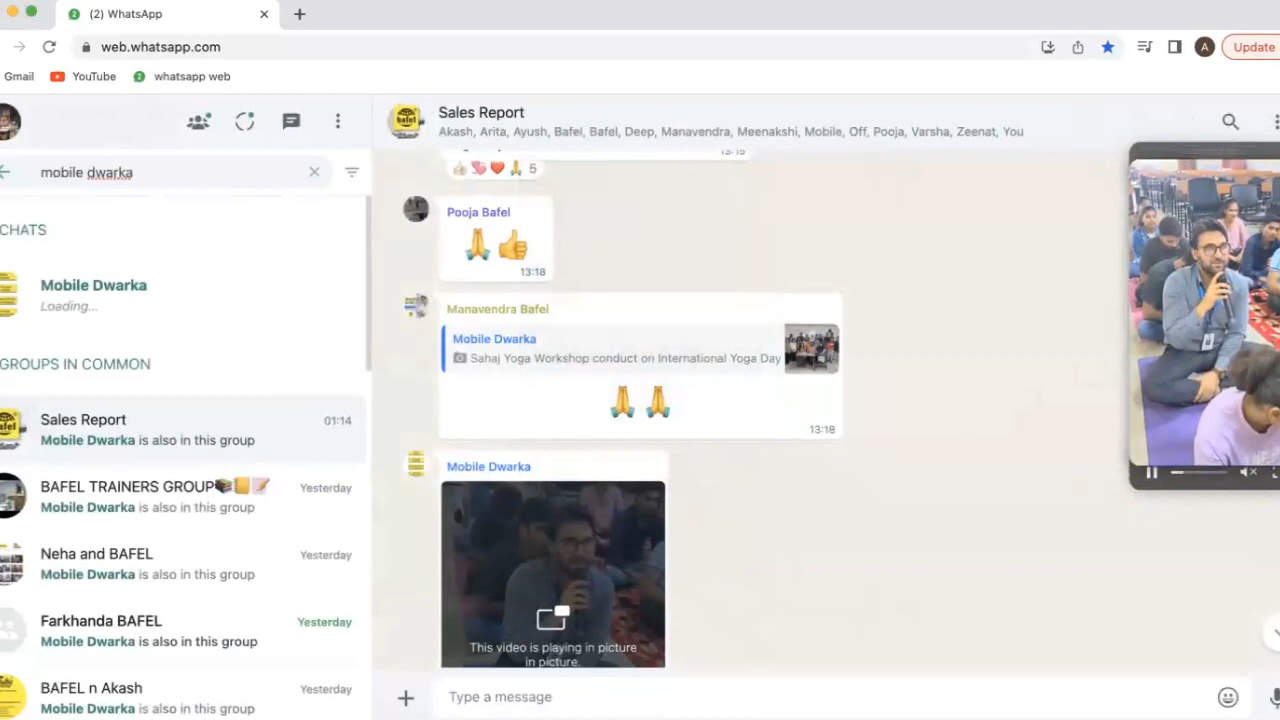 (2) WhatsApp
web.whatsapp.com
A
Update
Gmail
YouTube
whatsapp web
Sales Report
Akash, Arita, Ayush, Bafel, Bafel, Deep, Manavendra, Meenakshi, Mobile, Off, Pooja, Varsha, Zeenat, You
mobile dwarka
CHATS
Mobile Dwarka
Loading...
GROUPS IN COMMON
Sales Report 01:14
Mobile Dwarka is also in this group
BAFEL TRAINERS GROUP📚📒📝 Yesterday
Mobile Dwarka is also in this group
Neha and BAFEL Yesterday
Mobile Dwarka is also in this group
Farkhanda BAFEL Yesterday
Mobile Dwarka is also in this group
BAFEL n Akash Yesterday
Mobile Dwarka is also in this group
5
Pooja Bafel
🙏👍
13:18
Manavendra Bafel
Mobile Dwarka
Sahaj Yoga Workshop conduct on International Yoga Day
🙏🙏
13:18
Mobile Dwarka
This video is playing in picture
in picture.
Type a message